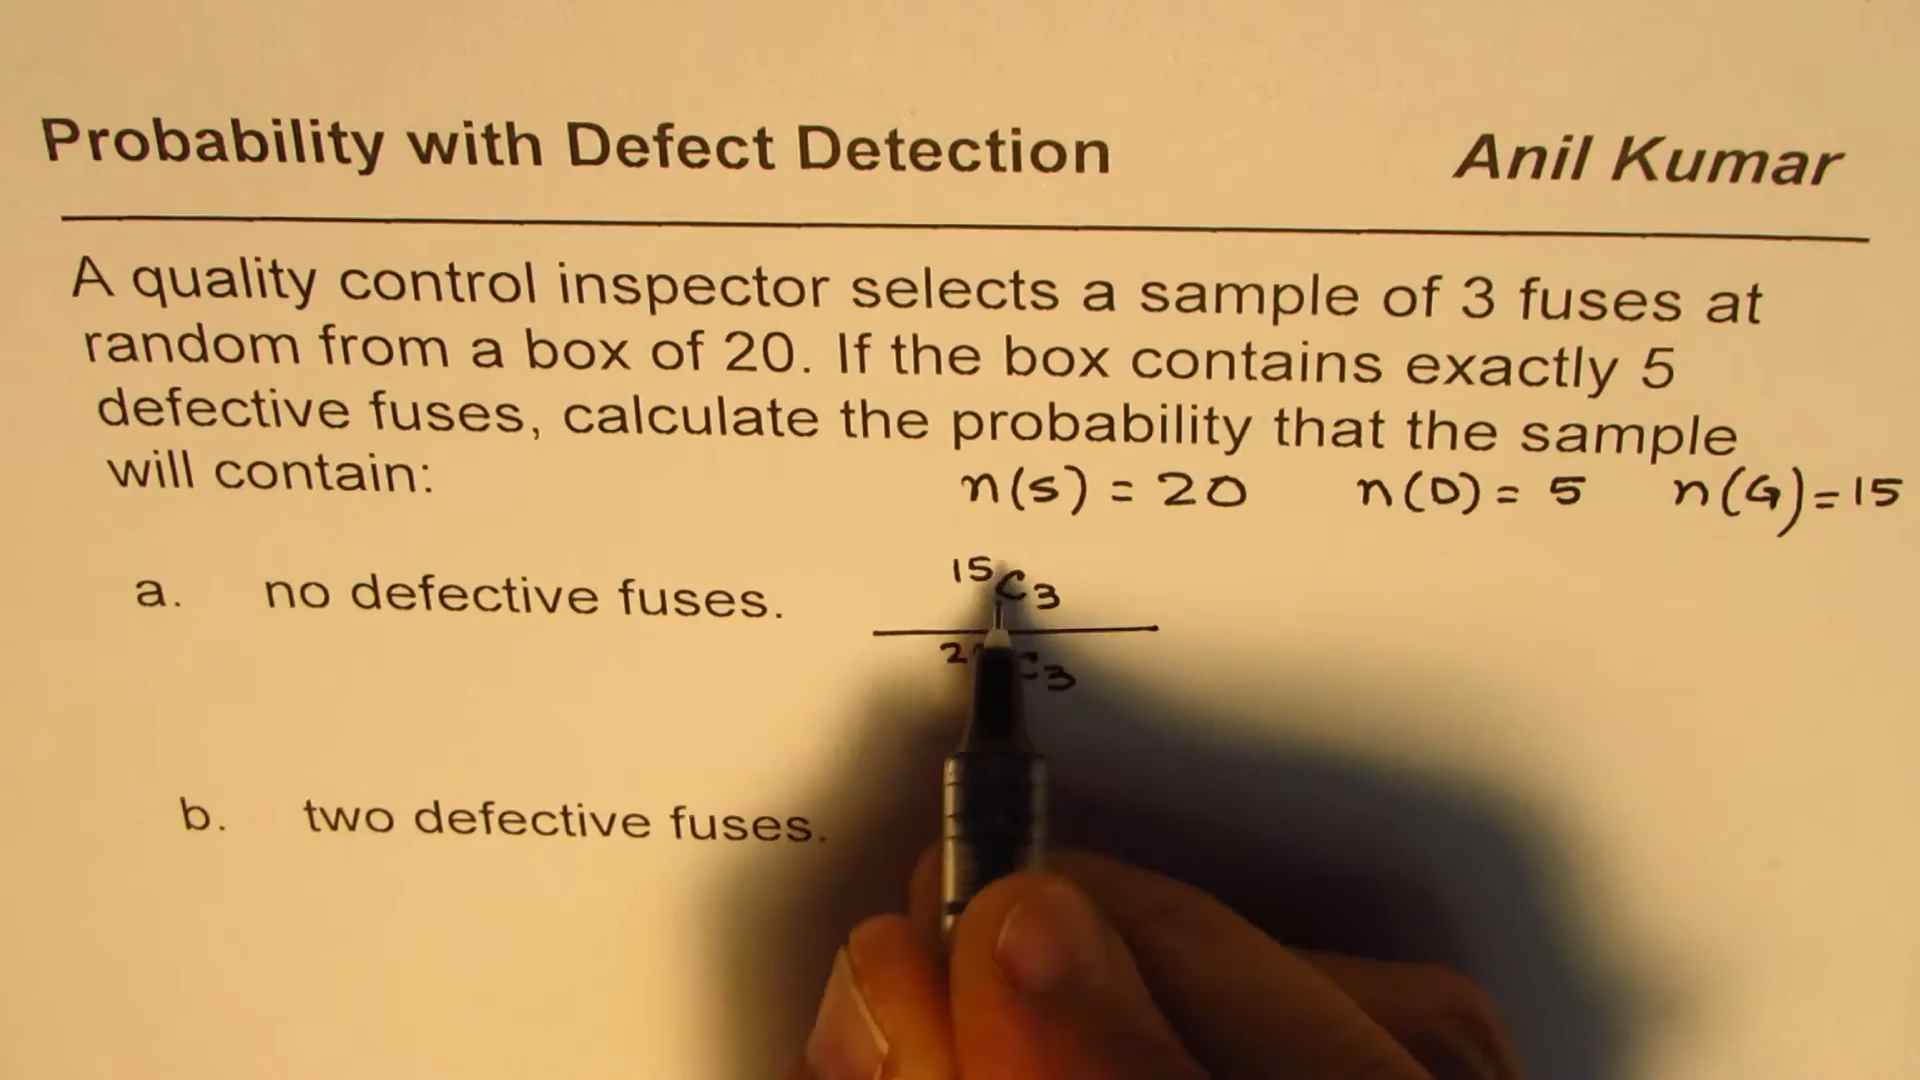 Probability with Defect Detection Anil Kumar
A quality control inspector selects a sample of 3 fuses at
random from a box of 20. If the box contains exactly 5
defective fuses, calculate the probability that the sample
will contain:
n(S) = 20 n(D) = 5 n(G) = 15
a. no defective fuses.
15C3
2 C3
b. two defective fuses.